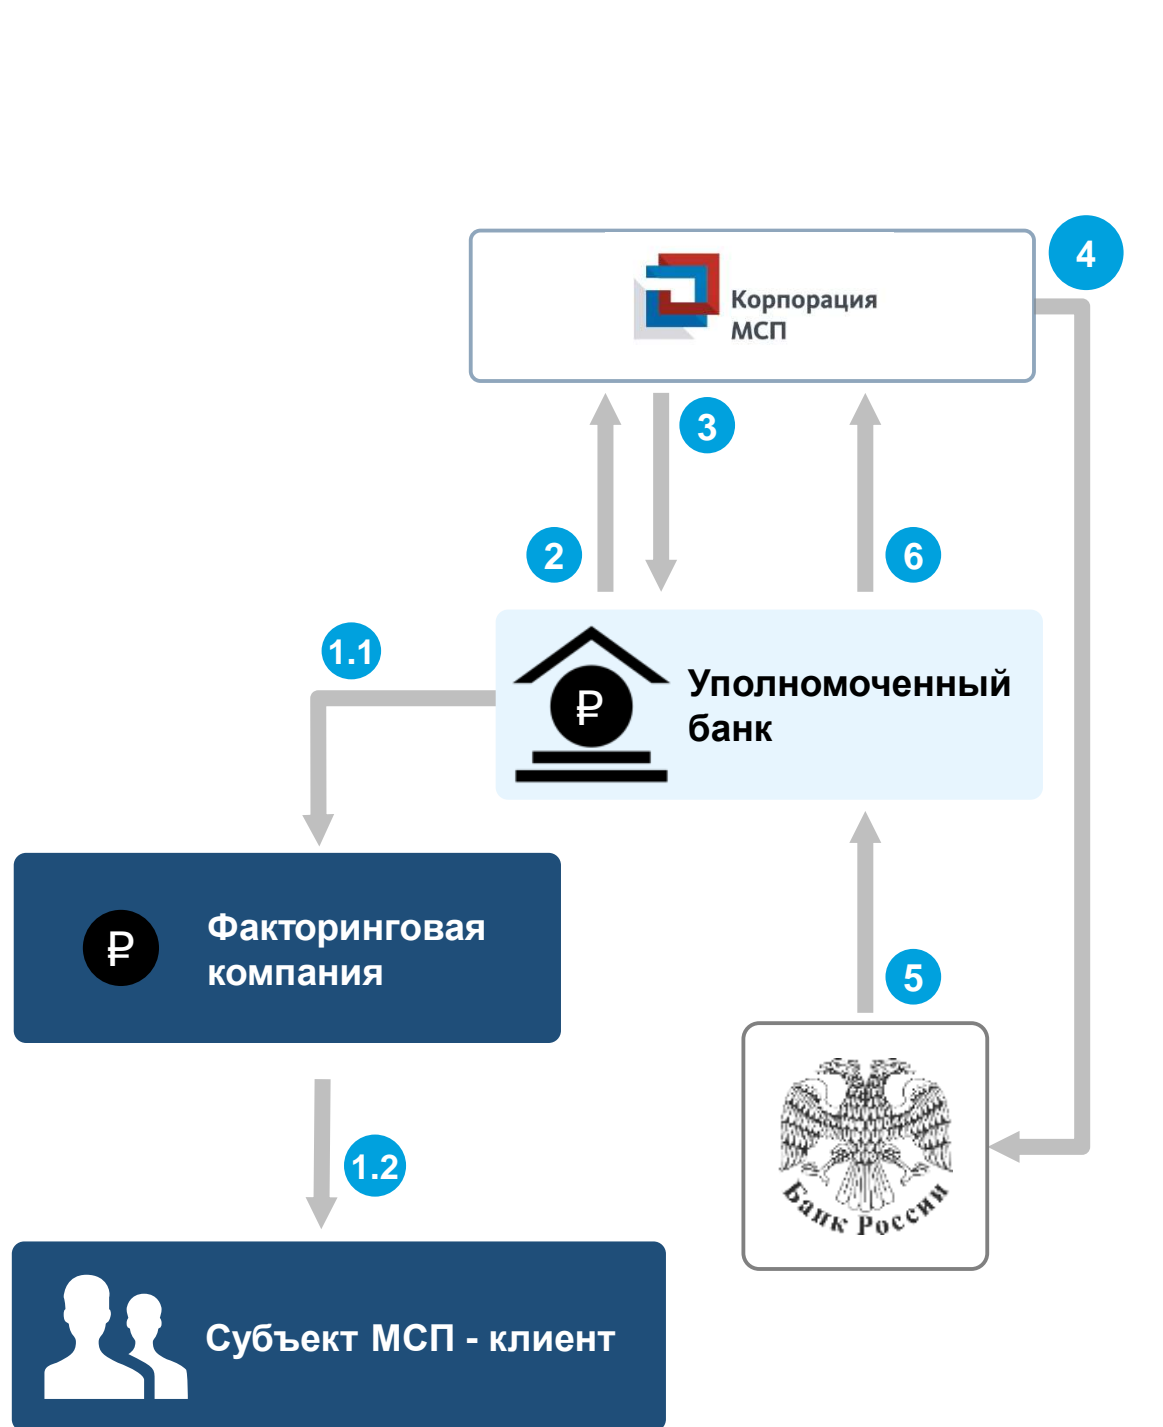 4
Корпорация
МСП
3
2
6
1.1
₽
Уполномоченный
банк
₽
Факторинговая
компания
5
1.2
Банк России
Субъект МСП - клиент